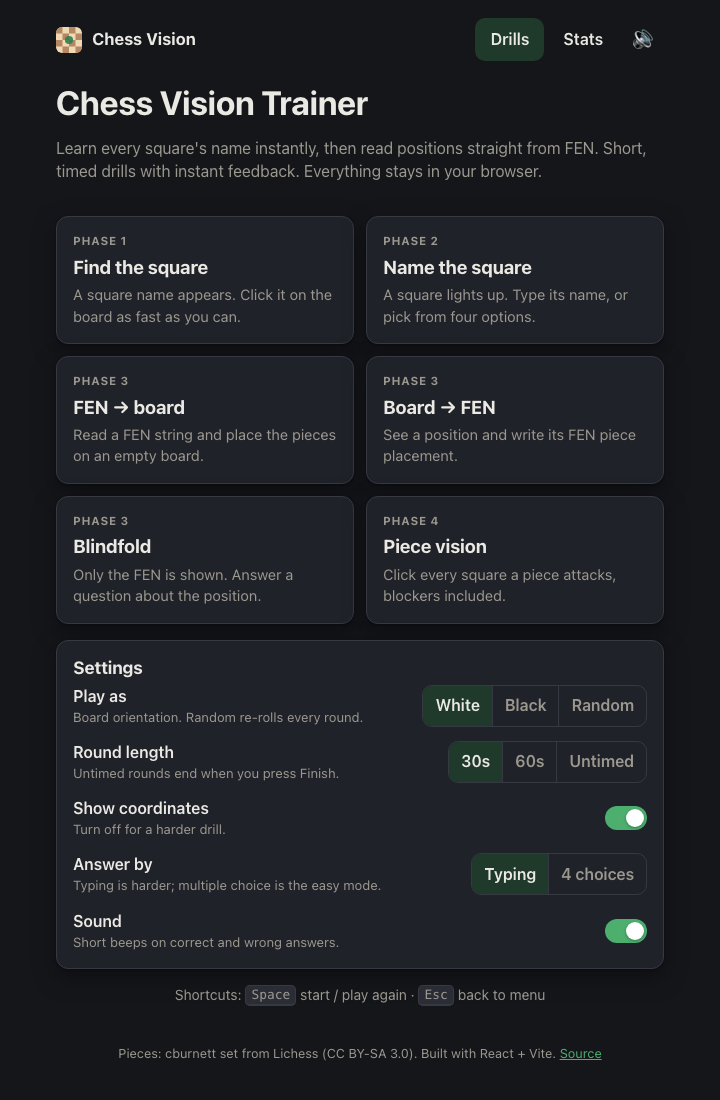 Chess Vision
Drills
Stats
Chess Vision Trainer
Learn every square's name instantly, then read positions straight from FEN. Short,
timed drills with instant feedback. Everything stays in your browser.
PHASE 1
Find the square
A square name appears. Click it on the
board as fast as you can.
PHASE 2
Name the square
A square lights up. Type its name, or
pick from four options.
PHASE 3
FEN → board
Read a FEN string and place the pieces
on an empty board.
PHASE 3
Board → FEN
See a position and write its FEN piece
placement.
PHASE 3
Blindfold
Only the FEN is shown. Answer a
question about the position.
PHASE 4
Piece vision
Click every square a piece attacks,
blockers included.
Settings
Play as
Board orientation. Random re-rolls every round.
White Black Random
Round length
Untimed rounds end when you press Finish.
30s 60s Untimed
Show coordinates
Turn off for a harder drill.
Answer by
Typing is harder; multiple choice is the easy mode.
Typing 4 choices
Sound
Short beeps on correct and wrong answers.
Shortcuts: Space start / play again · Esc back to menu
Pieces: cburnett set from Lichess (CC BY-SA 3.0). Built with React + Vite. Source